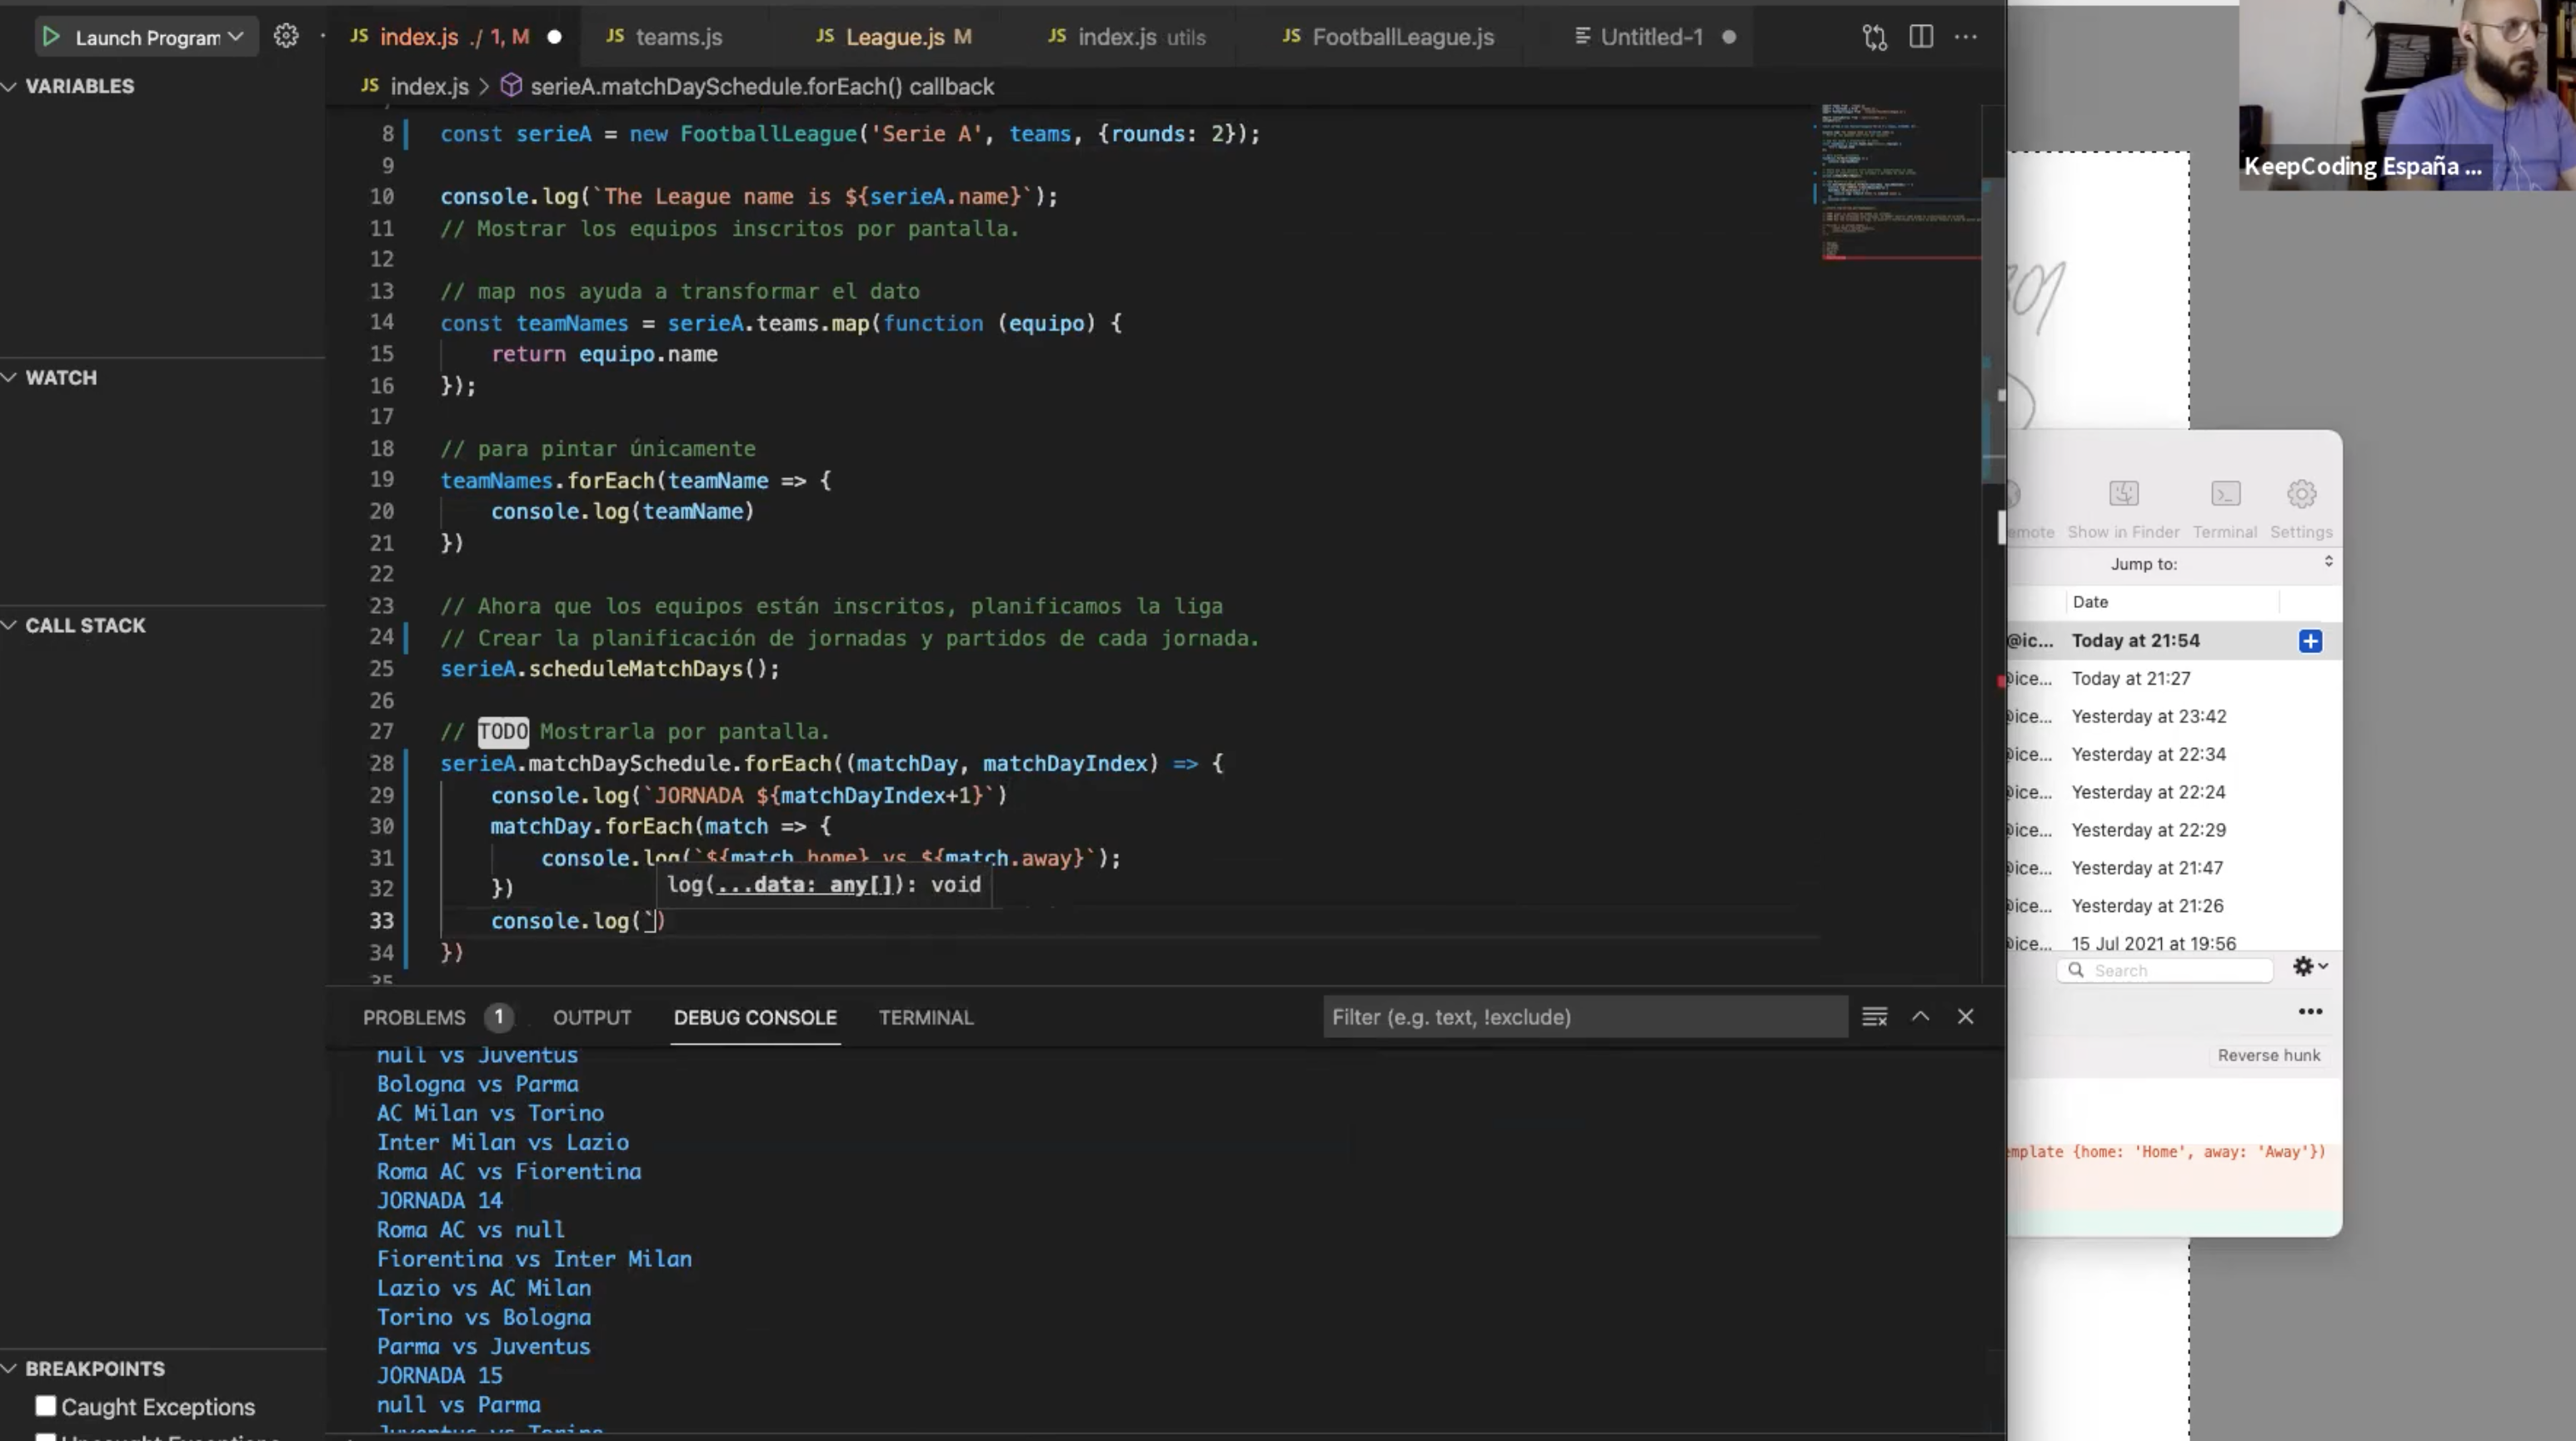 Launch Program
JS index.js ./ 1, M
JS teams.js
JS League.js M
JS index.js utils
JS FootballLeague.js
Untitled-1
JS index.js > serieA.matchDaySchedule.forEach() callback
VARIABLES
WATCH
CALL STACK
BREAKPOINTS
Caught Exceptions
8 const serieA = new FootballLeague('Serie A', teams, {rounds: 2});
9
10 console.log(`The League name is ${serieA.name}`);
11 // Mostrar los equipos inscritos por pantalla.
12
13 // map nos ayuda a transformar el dato
14 const teamNames = serieA.teams.map(function (equipo) {
15 return equipo.name
16 });
17
18 // para pintar únicamente
19 teamNames.forEach(teamName => {
20 console.log(teamName)
21 })
22
23 // Ahora que los equipos están inscritos, planificamos la liga
24 // Crear la planificación de jornadas y partidos de cada jornada.
25 serieA.scheduleMatchDays();
26
27 // TODO Mostrarla por pantalla.
28 serieA.matchDaySchedule.forEach((matchDay, matchDayIndex) => {
29 console.log(`JORNADA ${matchDayIndex+1}`)
30 matchDay.forEach(match => {
31 console.log(`${match.home} vs ${match.away}`);
log(...data: any[]): void
32 })
33 console.log(`)
34 })
35
PROBLEMS 1
OUTPUT
DEBUG CONSOLE
TERMINAL
Filter (e.g. text, !exclude)
null vs Juventus
Bologna vs Parma
AC Milan vs Torino
Inter Milan vs Lazio
Roma AC vs Fiorentina
JORNADA 14
Roma AC vs null
Fiorentina vs Inter Milan
Lazio vs AC Milan
Torino vs Bologna
Parma vs Juventus
JORNADA 15
null vs Parma
Juventus vs Torino
KeepCoding España ...
emote Show in Finder Terminal Settings
Jump to:
Date
@ic... Today at 21:54
@ice... Today at 21:27
@ice... Yesterday at 23:42
@ice... Yesterday at 22:34
@ice... Yesterday at 22:24
@ice... Yesterday at 22:29
@ice... Yesterday at 21:47
@ice... Yesterday at 21:26
@ice... 15 Jul 2021 at 19:56
Search
Reverse hunk
emplate {home: 'Home', away: 'Away'})